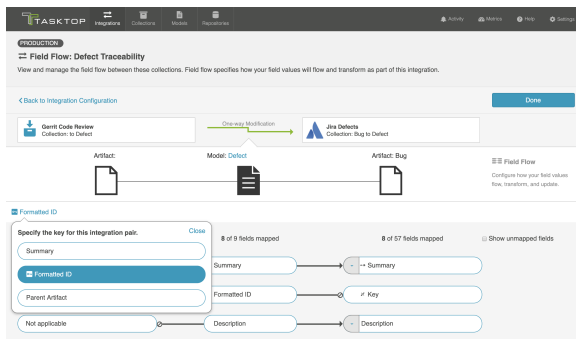 TASKTOP
Integrations
Collections
Models
Repositories
Activity
Metrics
Help
Settings
PRODUCTION
Field Flow: Defect Traceability
View and manage the field flow between these collections. Field flow specifies how your field values will flow and transform as part of this integration.
Back to Integration Configuration
Done
Gerrit Code Review
Collection: to Defect
One-way Modification
Jira Defects
Collection: Bug to Defect
Artifact:
Model: Defect
Artifact: Bug
Field Flow
Configure how your field values
flow, transform, and update.
Formatted ID
Specify the key for this integration pair.
Close
Summary
Formatted ID
Parent Artifact
8 of 9 fields mapped
8 of 57 fields mapped
Show unmapped fields
Summary
Summary
Formatted ID
Key
Not applicable
Description
Description